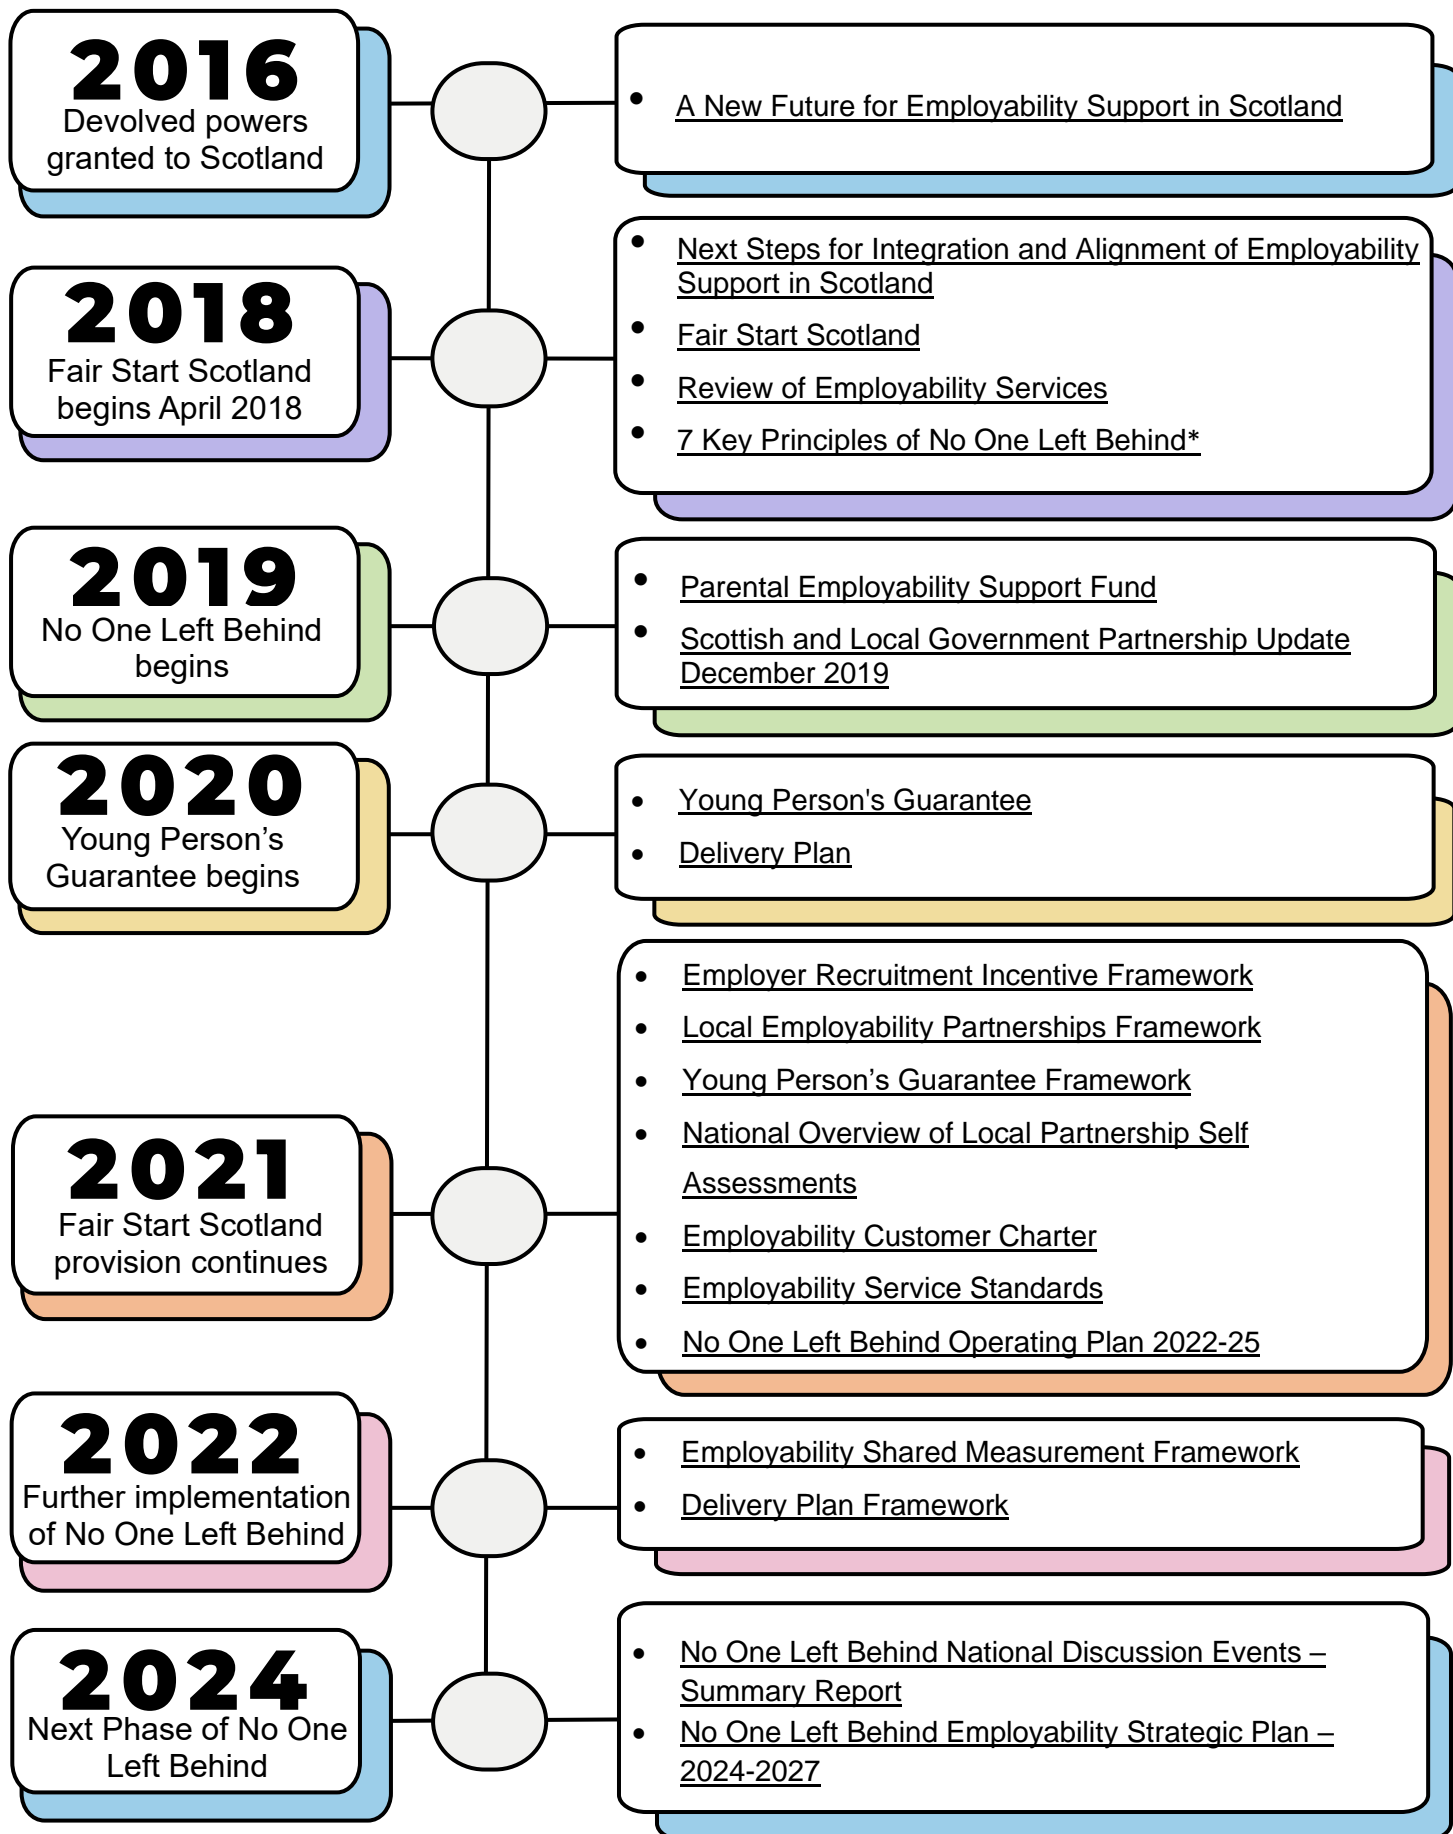 2016
Devolved powers
granted to Scotland
• A New Future for Employability Support in Scotland
2018
Fair Start Scotland
begins April 2018
• Next Steps for Integration and Alignment of Employability
Support in Scotland
• Fair Start Scotland
• Review of Employability Services
• 7 Key Principles of No One Left Behind*
2019
No One Left Behind
begins
• Parental Employability Support Fund
• Scottish and Local Government Partnership Update
December 2019
2020
Young Person’s
Guarantee begins
• Young Person's Guarantee
• Delivery Plan
2021
Fair Start Scotland
provision continues
• Employer Recruitment Incentive Framework
• Local Employability Partnerships Framework
• Young Person’s Guarantee Framework
• National Overview of Local Partnership Self
Assessments
• Employability Customer Charter
• Employability Service Standards
• No One Left Behind Operating Plan 2022-25
2022
Further implementation
of No One Left Behind
• Employability Shared Measurement Framework
• Delivery Plan Framework
2024
Next Phase of No One
Left Behind
• No One Left Behind National Discussion Events –
Summary Report
• No One Left Behind Employability Strategic Plan –
2024-2027